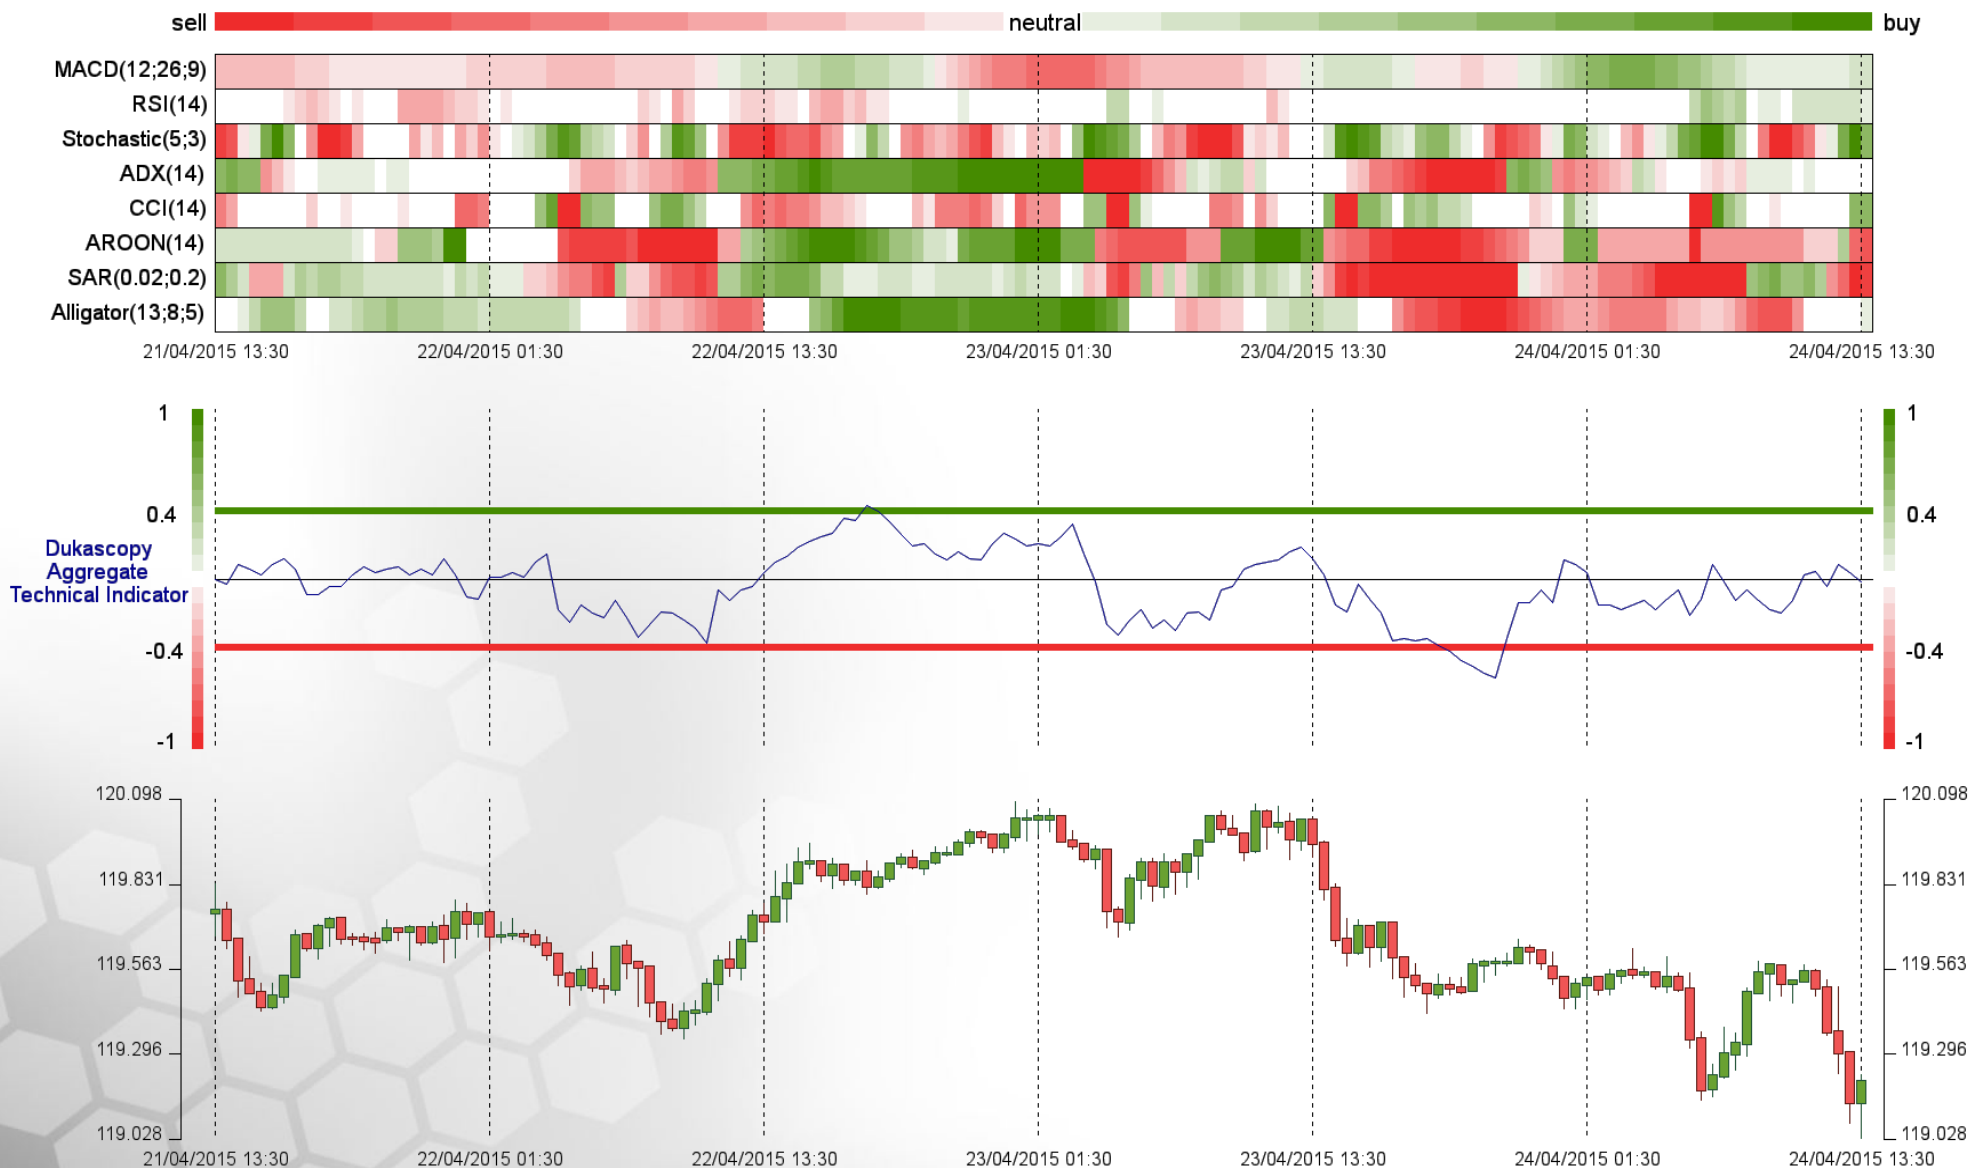 sell neutral buy
MACD(12;26;9)
RSI(14)
Stochastic(5;3)
ADX(14)
CCI(14)
AROON(14)
SAR(0.02;0.2)
Alligator(13;8;5)
21/04/2015 13:30 22/04/2015 01:30 22/04/2015 13:30 23/04/2015 01:30 23/04/2015 13:30 24/04/2015 01:30 24/04/2015 13:30
1 1
0.4 0.4
Dukascopy
Aggregate
Technical Indicator
-0.4 -0.4
-1 -1
120.098 120.098
119.831 119.831
119.563 119.563
119.296 119.296
119.028 119.028
21/04/2015 13:30 22/04/2015 01:30 22/04/2015 13:30 23/04/2015 01:30 23/04/2015 13:30 24/04/2015 01:30 24/04/2015 13:30